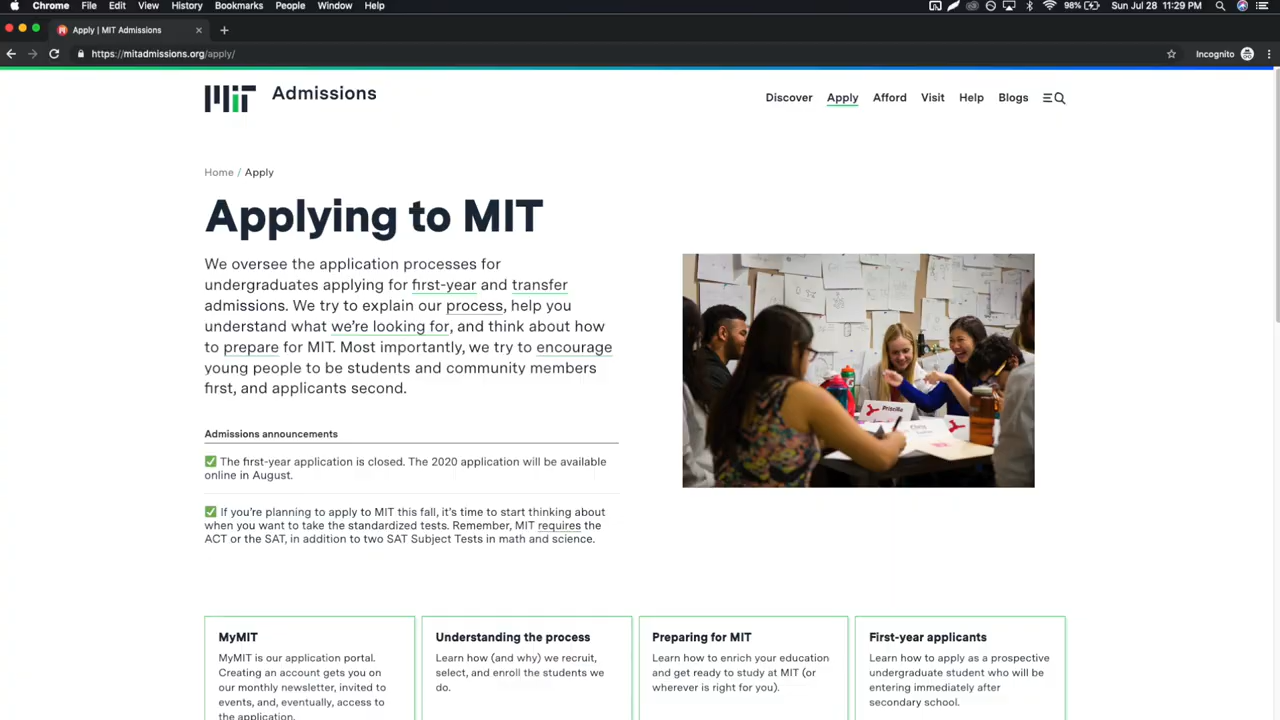 Chrome File Edit View History Bookmarks People Window Help 98% Sun Jul 28 11:29 PM
Apply | MIT Admissions
https://mitadmissions.org/apply/ Incognito
MIT Admissions
Discover Apply Afford Visit Help Blogs
Home / Apply
Applying to MIT
We oversee the application processes for
undergraduates applying for first-year and transfer
admissions. We try to explain our process, help you
understand what we’re looking for, and think about how
to prepare for MIT. Most importantly, we try to encourage
young people to be students and community members
first, and applicants second.
Admissions announcements
✅ The first-year application is closed. The 2020 application will be available
online in August.
✅ If you’re planning to apply to MIT this fall, it’s time to start thinking about
when you want to take the standardized tests. Remember, MIT requires the
ACT or the SAT, in addition to two SAT Subject Tests in math and science.
Priscilla
MyMIT
MyMIT is our application portal.
Creating an account gets you on
our monthly newsletter, invited to
events, and, eventually, access to
the application.
Understanding the process
Learn how (and why) we recruit,
select, and enroll the students we
do.
Preparing for MIT
Learn how to enrich your education
and get ready to study at MIT (or
wherever is right for you).
First-year applicants
Learn how to apply as a prospective
undergraduate student who will be
entering immediately after
secondary school.